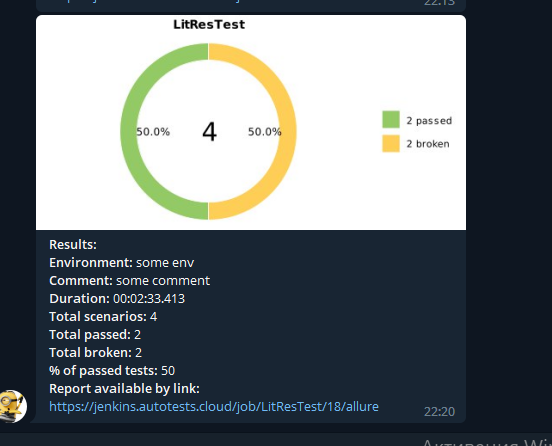 22:13
LitResTest
50.0%
4
50.0%
2 passed
2 broken
Results:
Environment: some env
Comment: some comment
Duration: 00:02:33.413
Total scenarios: 4
Total passed: 2
Total broken: 2
% of passed tests: 50
Report available by link:
https://jenkins.autotests.cloud/job/LitResTest/18/allure
22:20
Активация Win